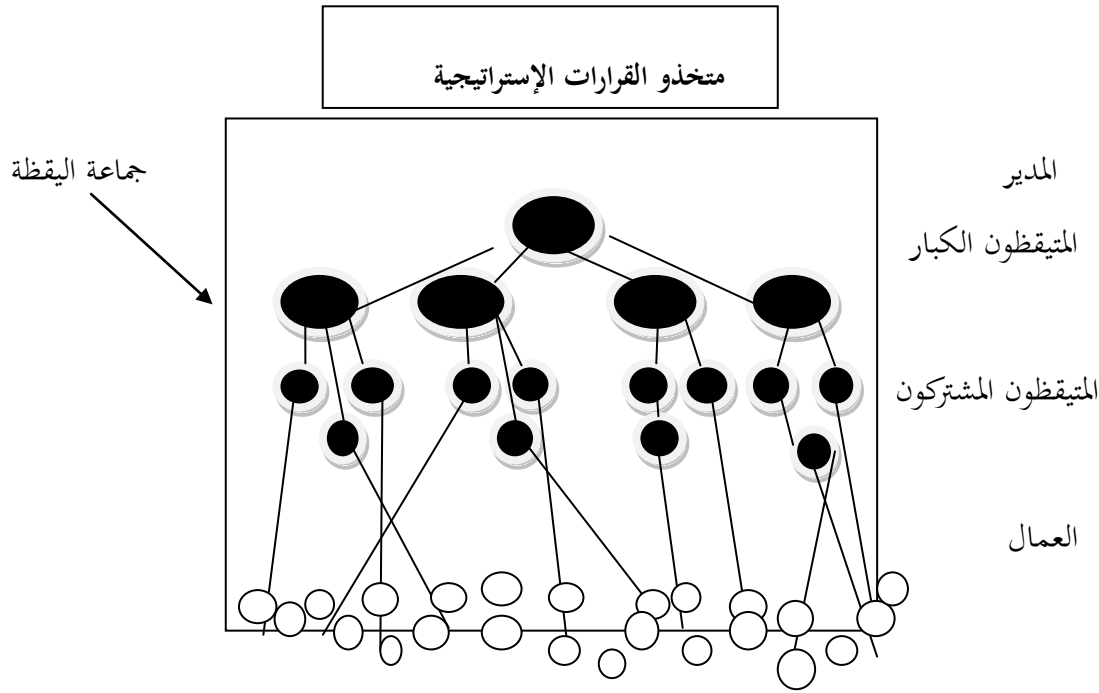 متخذو القرارات الإستراتيجية
جماعة اليقظة
المدير
المتيقظون الكبار
المتيقظون المشتركون
العمال